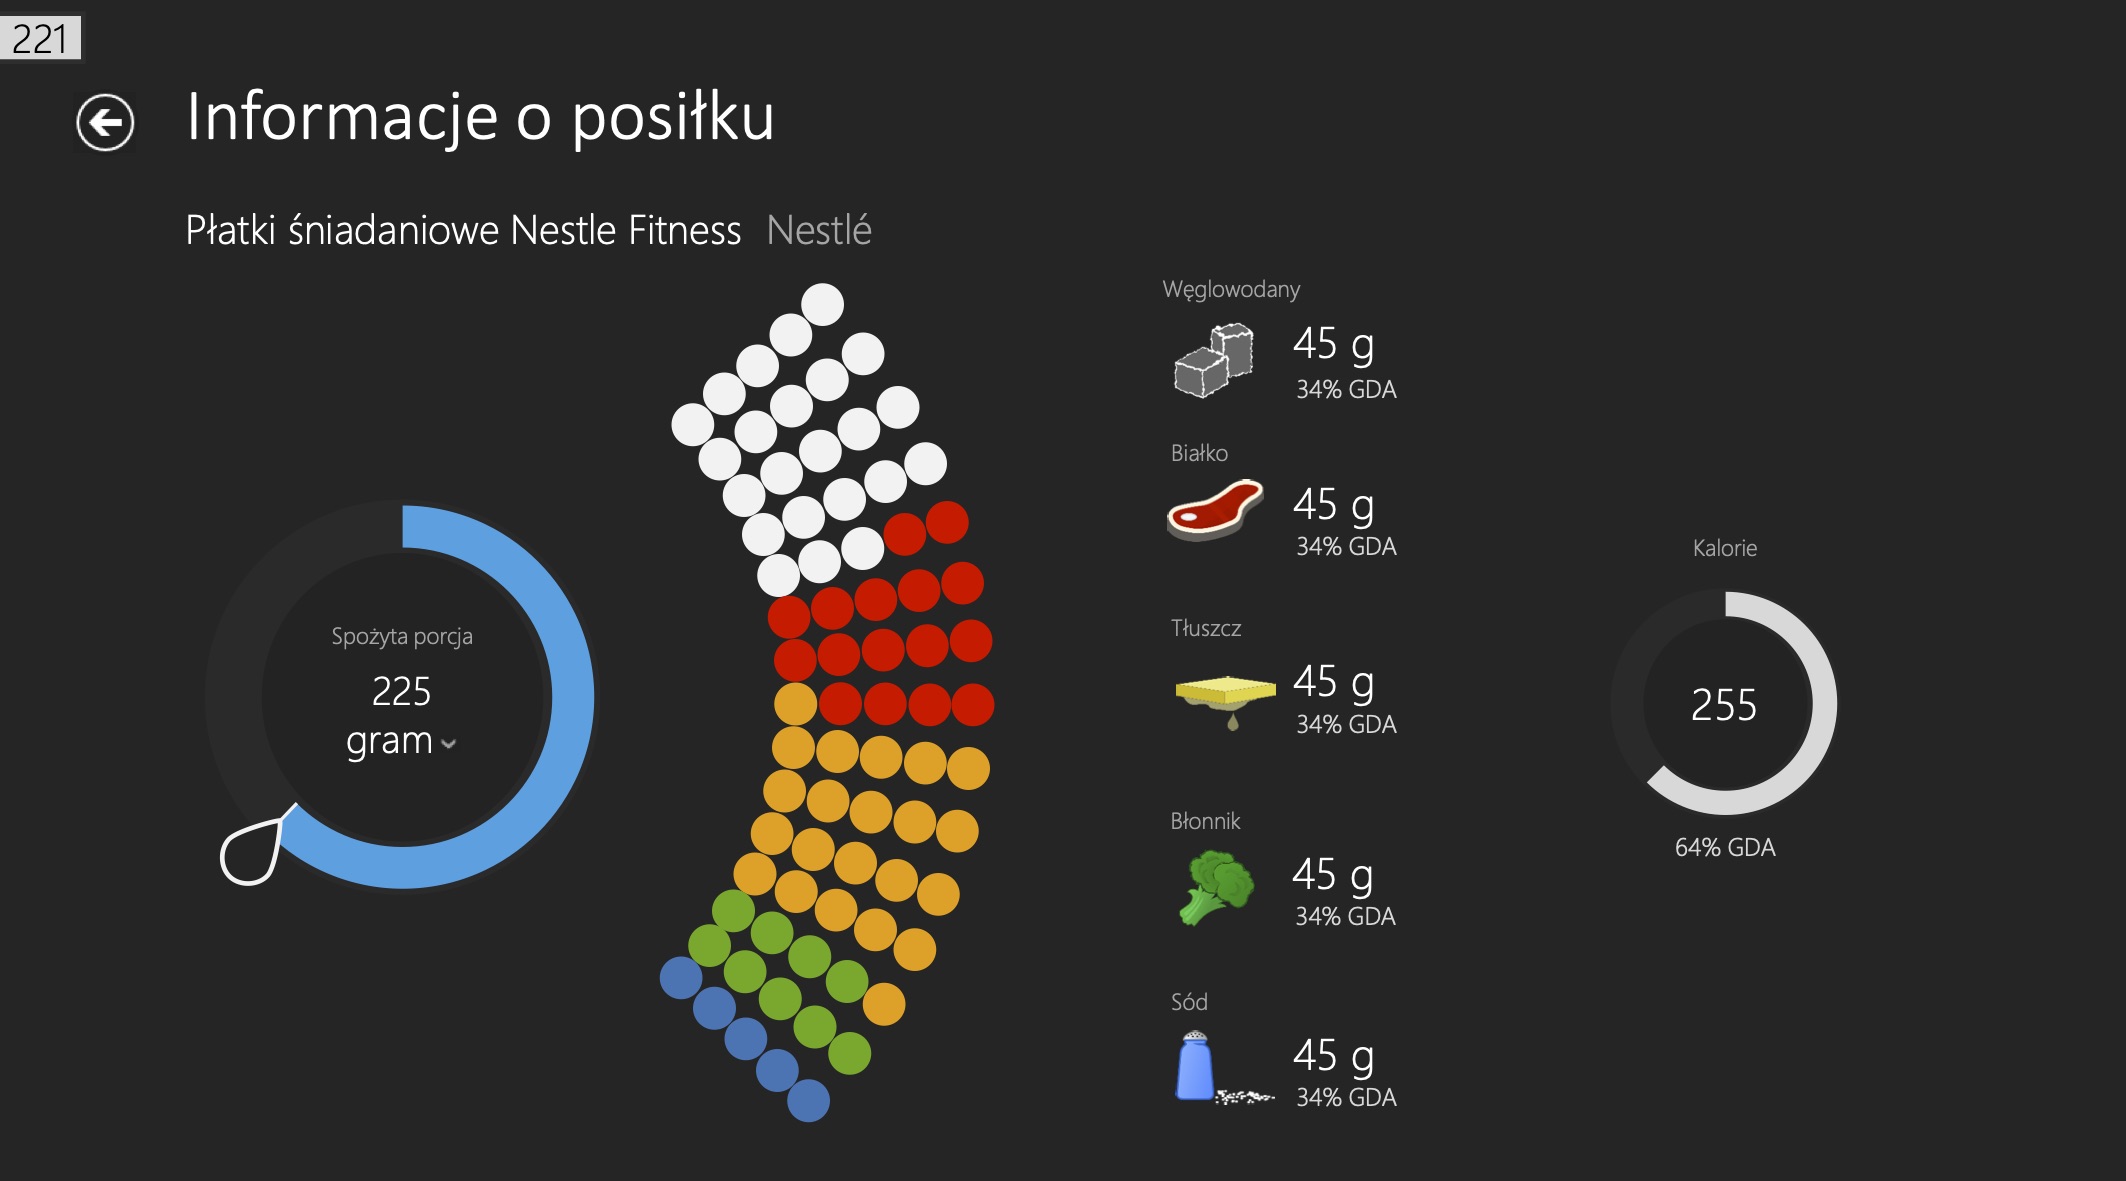 221
Informacje o posiłku
Płatki śniadaniowe Nestle Fitness Nestlé
Spożyta porcja
225
gram
Węglowodany
45 g
34% GDA
Białko
45 g
34% GDA
Tłuszcz
45 g
34% GDA
Błonnik
45 g
34% GDA
Sód
45 g
34% GDA
Kalorie
255
64% GDA